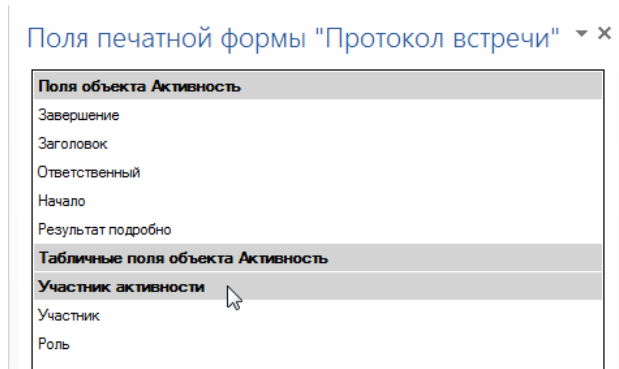 Поля печатной формы "Протокол встречи"
Поля объекта Активность
Завершение
Заголовок
Ответственный
Начало
Результат подробно
Табличные поля объекта Активность
Участник активности
Участник
Роль